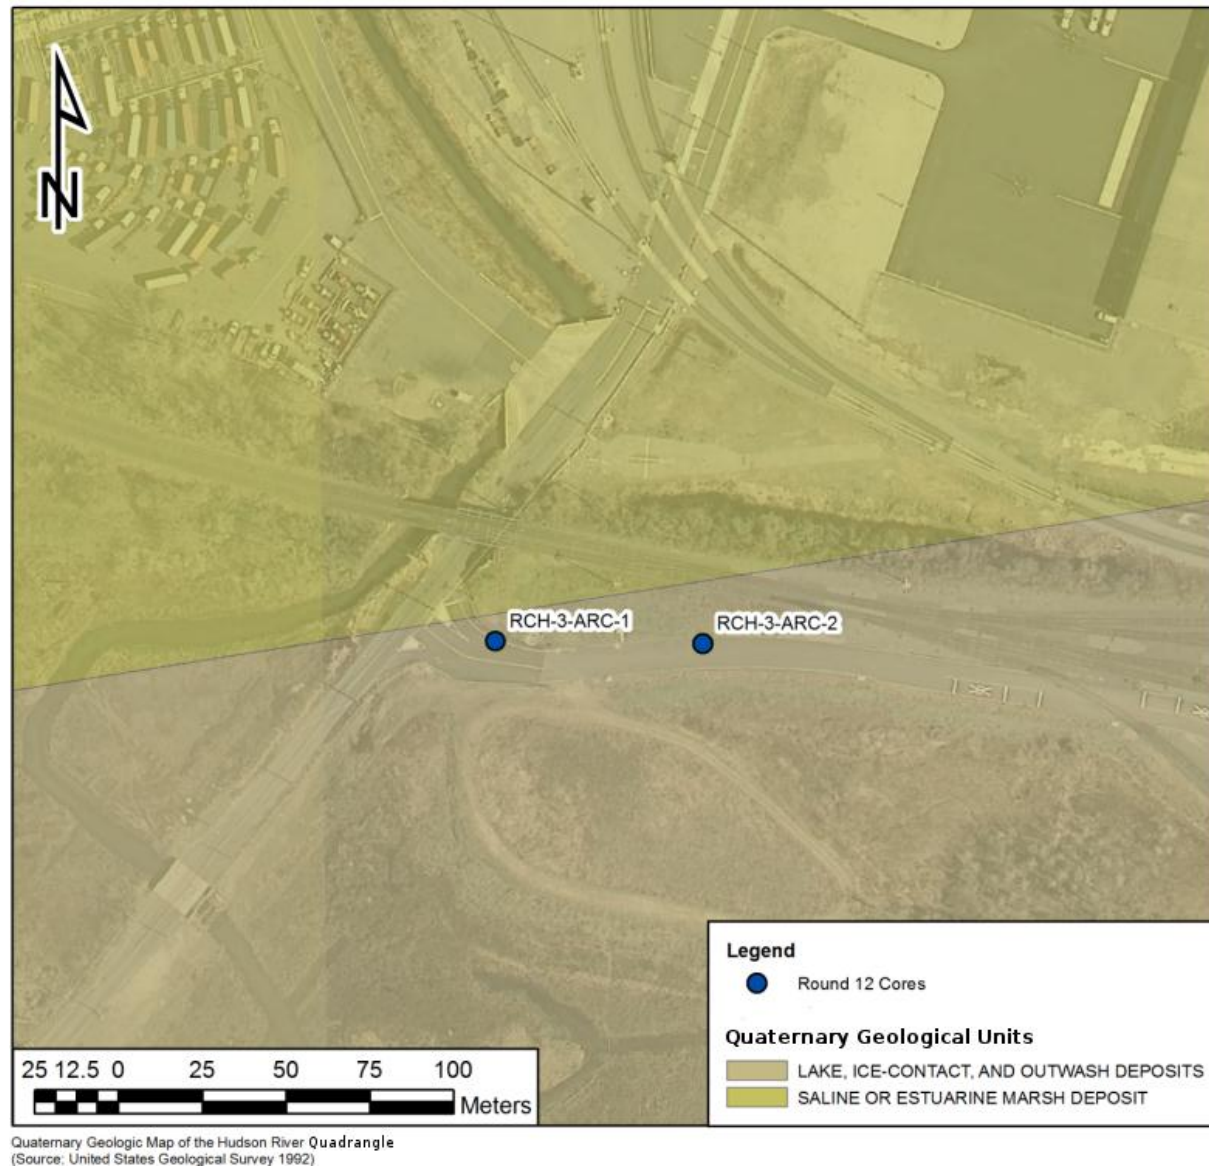 N
RCH-3-ARC-1
RCH-3-ARC-2
Legend
Round 12 Cores
Quaternary Geological Units
LAKE, ICE-CONTACT, AND OUTWASH DEPOSITS
SALINE OR ESTUARINE MARSH DEPOSIT
25 12.5 0 25 50 75 100
Meters
Quaternary Geologic Map of the Hudson River Quadrangle
(Source: United States Geological Survey 1992)